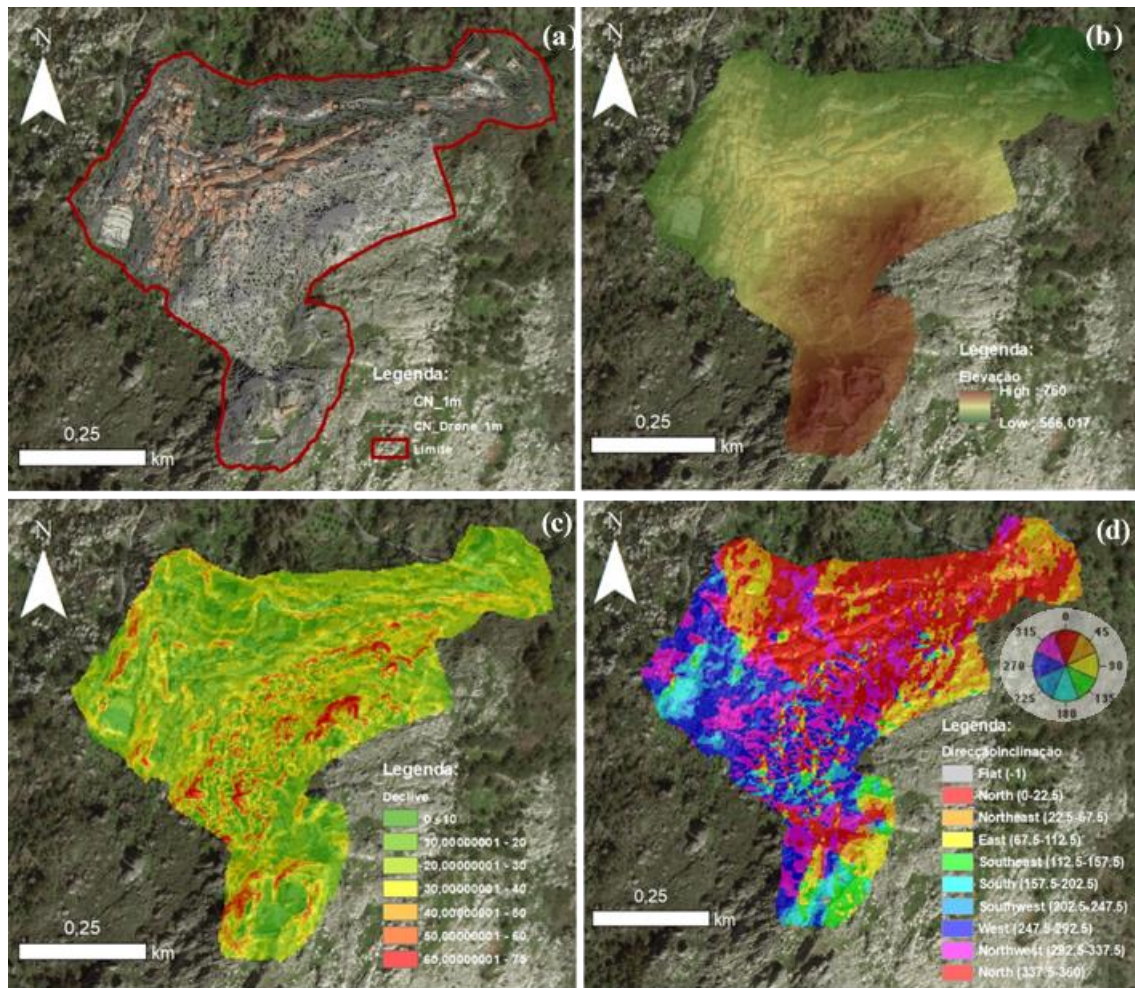 N
(a)
Legenda:
CN_1m
CN_Drone_1m
Limite
0,25
km
N
(b)
Legenda:
Elevação
High : 760
Low : 566,017
0,25
km
N
(c)
Legenda:
Declive
0 - 10
10,00000001 - 20
20,00000001 - 30
30,00000001 - 40
40,00000001 - 50
50,00000001 - 60
60,00000001 - 75
0,25
km
N
(d)
0
315
45
270
90
225
135
180
Legenda:
DirecçãoInclinação
Flat (-1)
North (0-22.5)
Northeast (22.5-67.5)
East (67.5-112.5)
Southeast (112.5-157.5)
South (157.5-202.5)
Southwest (202.5-247.5)
West (247.5-292.5)
Northwest (292.5-337.5)
North (337.5-360)
0,25
km